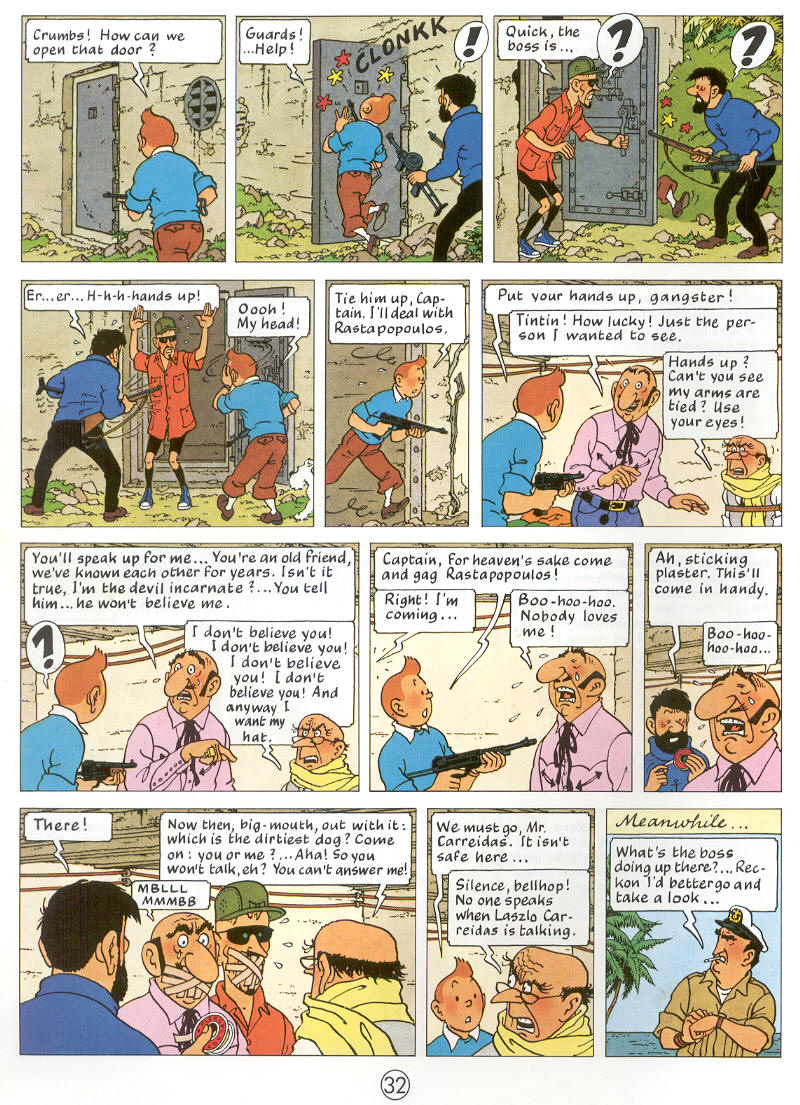 Crumbs! How can we
open that door?
Guards!
...Help!
CLONKK
!
Quick, the
boss is...
?
?
Er...er... H-h-h-hands up!
Oooh!
My head!
Tie him up, Cap-
tain. I'll deal with
Rastapopoulos.
Put your hands up, gangster!
Tintin! How lucky! Just the per-
son I wanted to see.
Hands up?
Can't you see
my arms are
tied? Use
your eyes!
You'll speak up for me... You're an old friend,
we've known each other for years. Isn't it
true, I'm the devil incarnate?...You tell
him...he won't believe me.
?
I don't believe you!
I don't believe you!
I don't believe
you! I don't
believe you! And
anyway I
want my
hat.
Captain, for heaven's sake come
and gag Rastapopoulos!
Right! I'm
coming...
Boo-hoo-hoo.
Nobody loves
me!
Ah, sticking
plaster. This'll
come in handy.
Boo-hoo-
hoo-hoo...
There!
MBLLL
MMMBB
Now then, big-mouth, out with it:
which is the dirtiest dog? Come
on: you or me?...Aha! So you
won't talk, eh? You can't answer me!
We must go, Mr.
Carreidas. It isn't
safe here...
Silence, bellhop!
No one speaks
when Laszlo Car-
reidas is talking.
Meanwhile...
What's the boss
doing up there?... Rec-
kon I'd better go and
take a look...
32